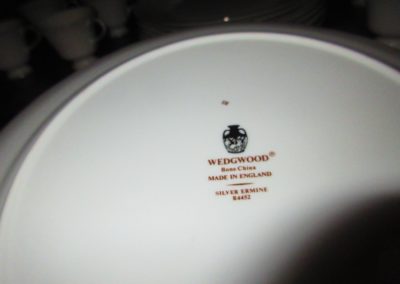 WEDGWOOD®
Bone China
MADE IN ENGLAND
SILVER ERMINE
R4452